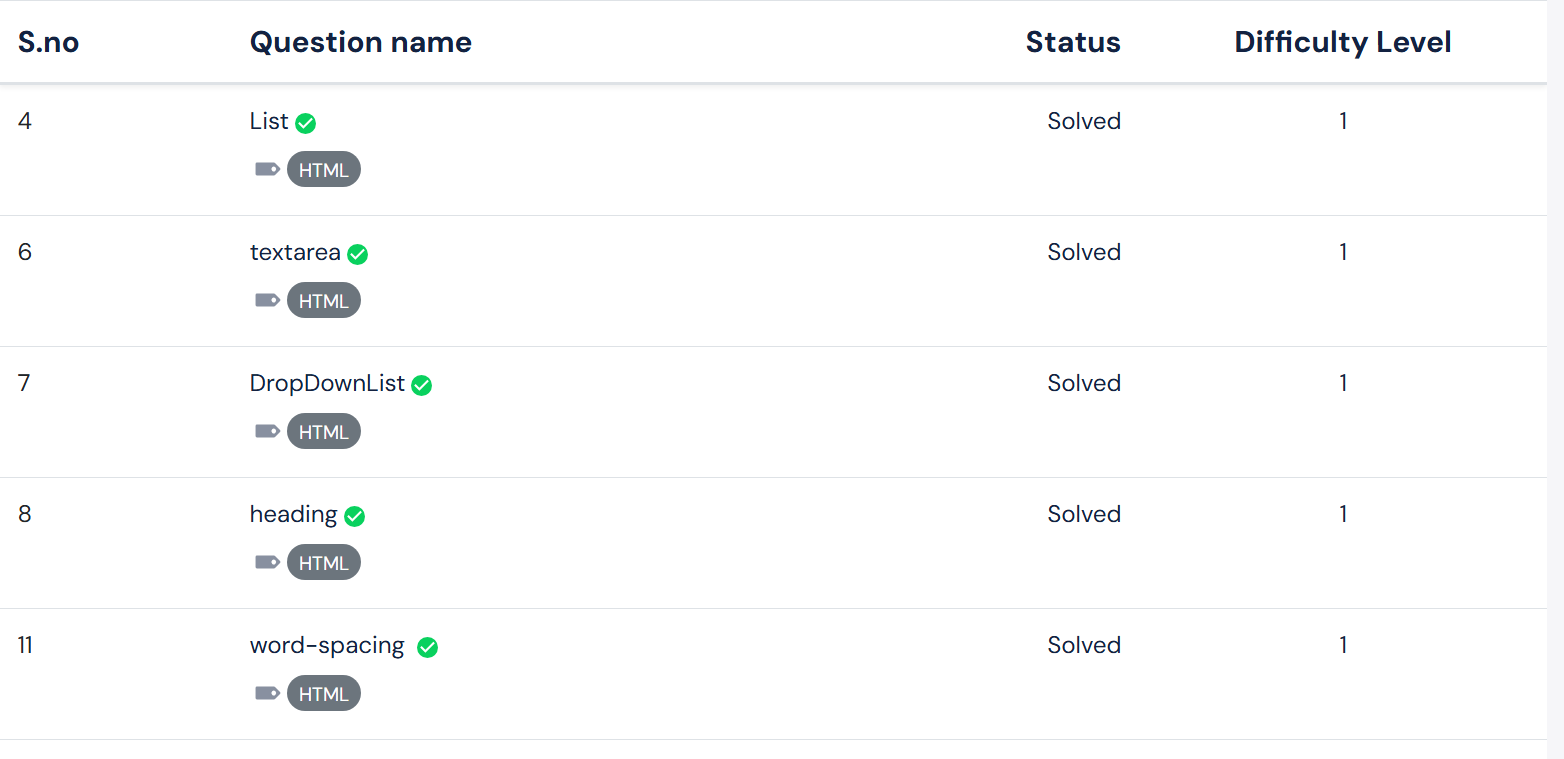 S.no Question name Status Difficulty Level
4 List Solved 1
HTML
6 textarea Solved 1
HTML
7 DropDownList Solved 1
HTML
8 heading Solved 1
HTML
11 word-spacing Solved 1
HTML